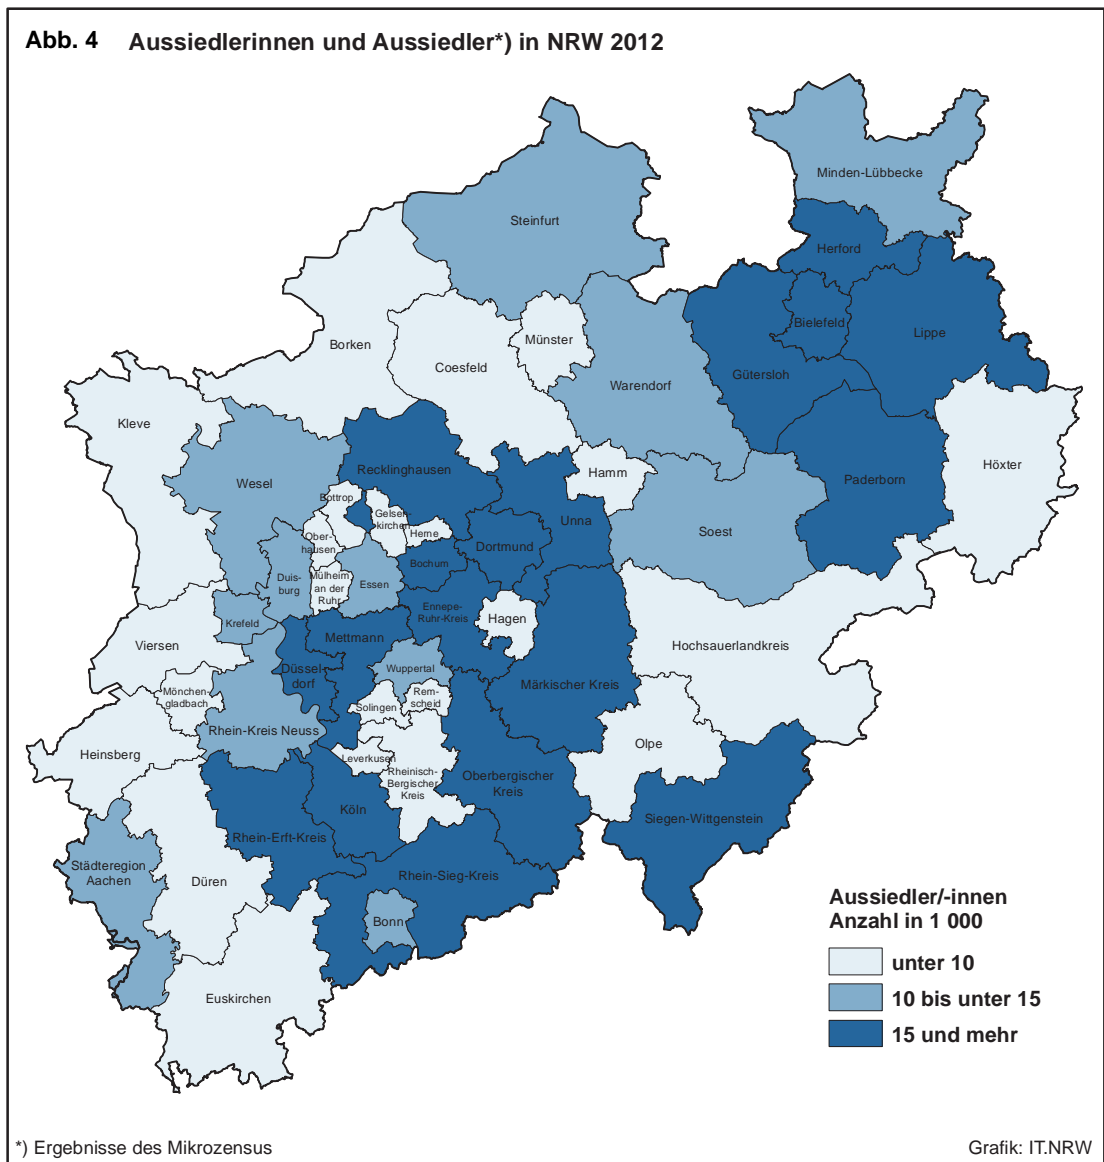 Abb. 4 Aussiedlerinnen und Aussiedler*) in NRW 2012
Minden-Lübbecke
Steinfurt
Herford
Bielefeld
Lippe
Borken
Münster
Coesfeld
Gütersloh
Warendorf
Kleve
Höxter
Recklinghausen
Hamm
Paderborn
Wesel
Bottrop
Gelsen-
kirchen
Unna
Soest
Ober-
hausen
Herne
Dortmund
Bochum
Duis-
burg
Mülheim
an der
Ruhr
Essen
Ennepe-
Ruhr-Kreis
Hagen
Krefeld
Viersen
Mettmann
Hochsauerlandkreis
Düssel-
dorf
Wuppertal
Märkischer Kreis
Mönchen-
gladbach
Solingen
Rem-
scheid
Rhein-Kreis Neuss
Olpe
Heinsberg
Leverkusen
Rheinisch-
Bergischer
Kreis
Oberbergischer
Kreis
Köln
Siegen-Wittgenstein
Rhein-Erft-Kreis
Städteregion
Aachen
Düren
Rhein-Sieg-Kreis
Bonn
Euskirchen
Aussiedler/-innen
Anzahl in 1 000
unter 10
10 bis unter 15
15 und mehr
*) Ergebnisse des Mikrozensus
Grafik: IT.NRW